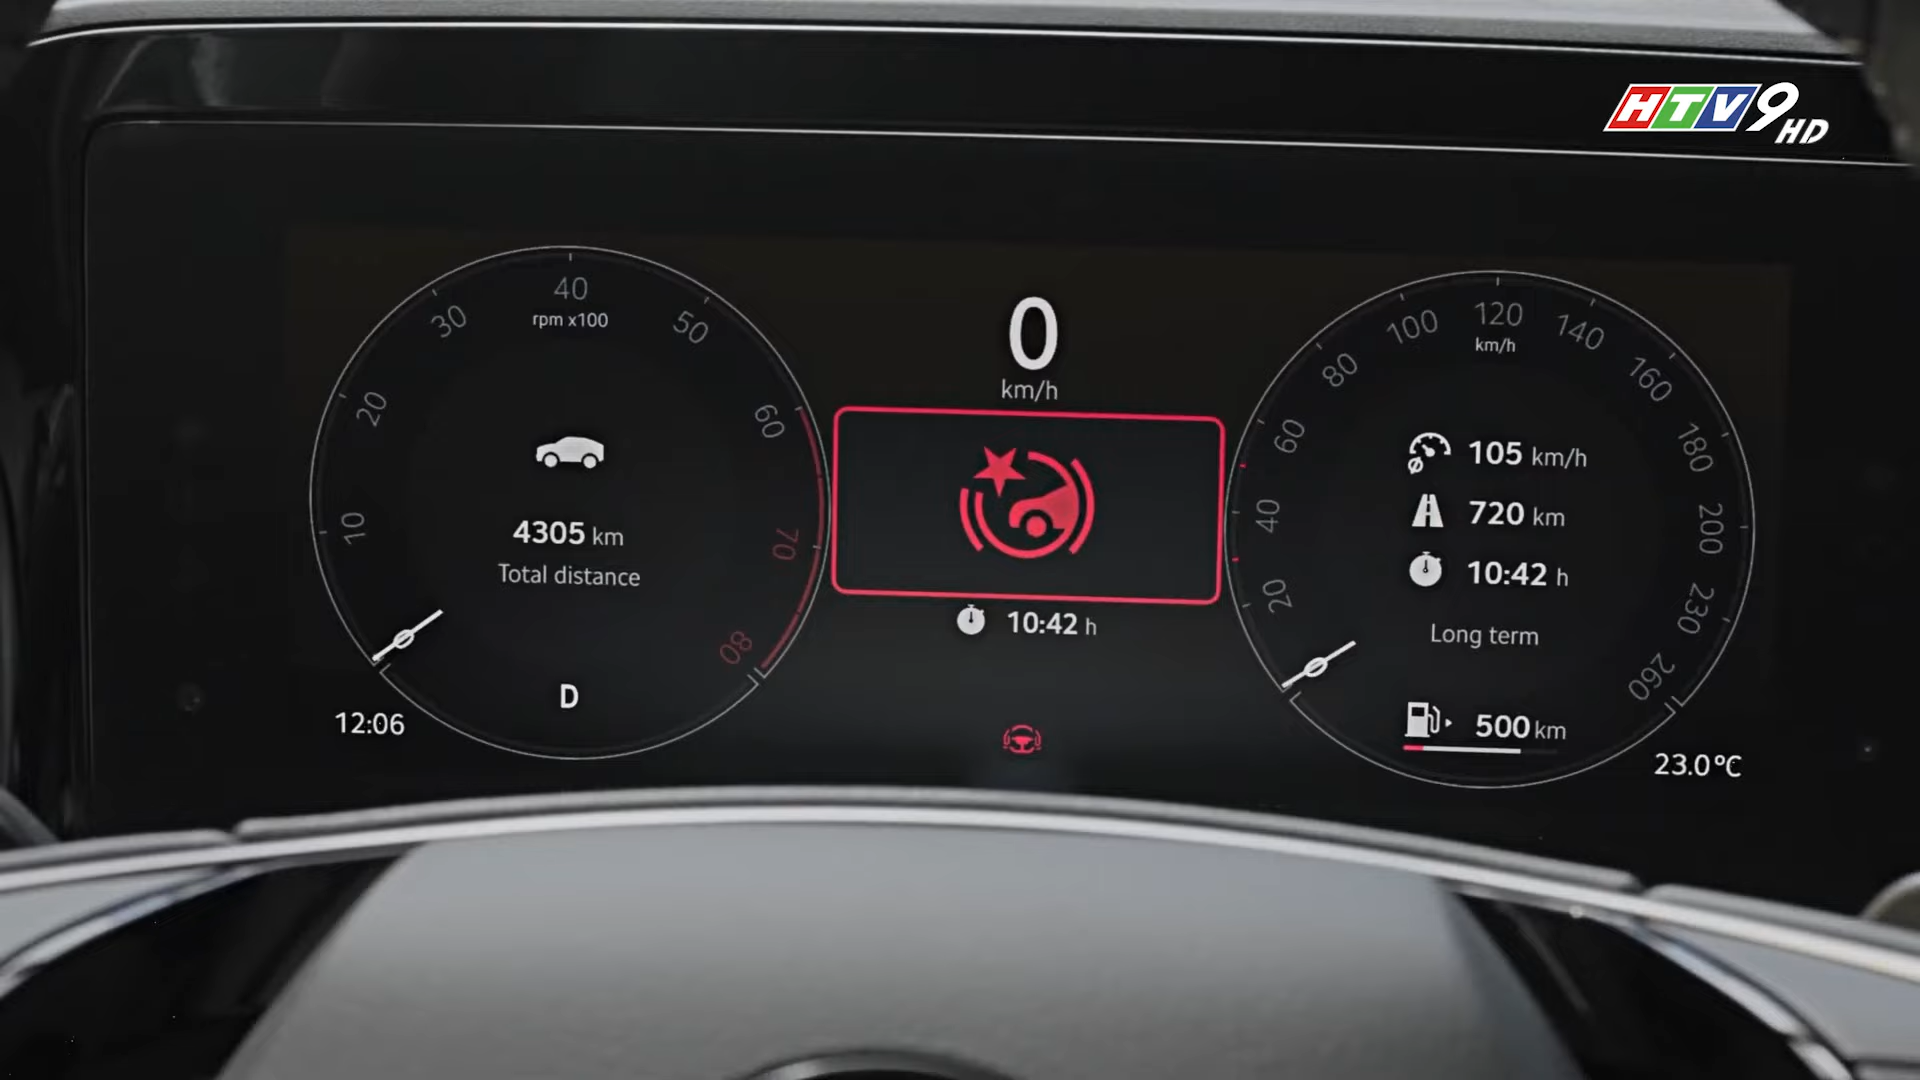 HTV9 HD
40
rpm x100
30
50
20
60
10
70
80
4305 km
Total distance
D
12:06
0
km/h
10:42 h
120
km/h
100
140
80
160
60
180
40
200
20
230
260
105 km/h
720 km
10:42 h
Long term
500 km
23.0°C